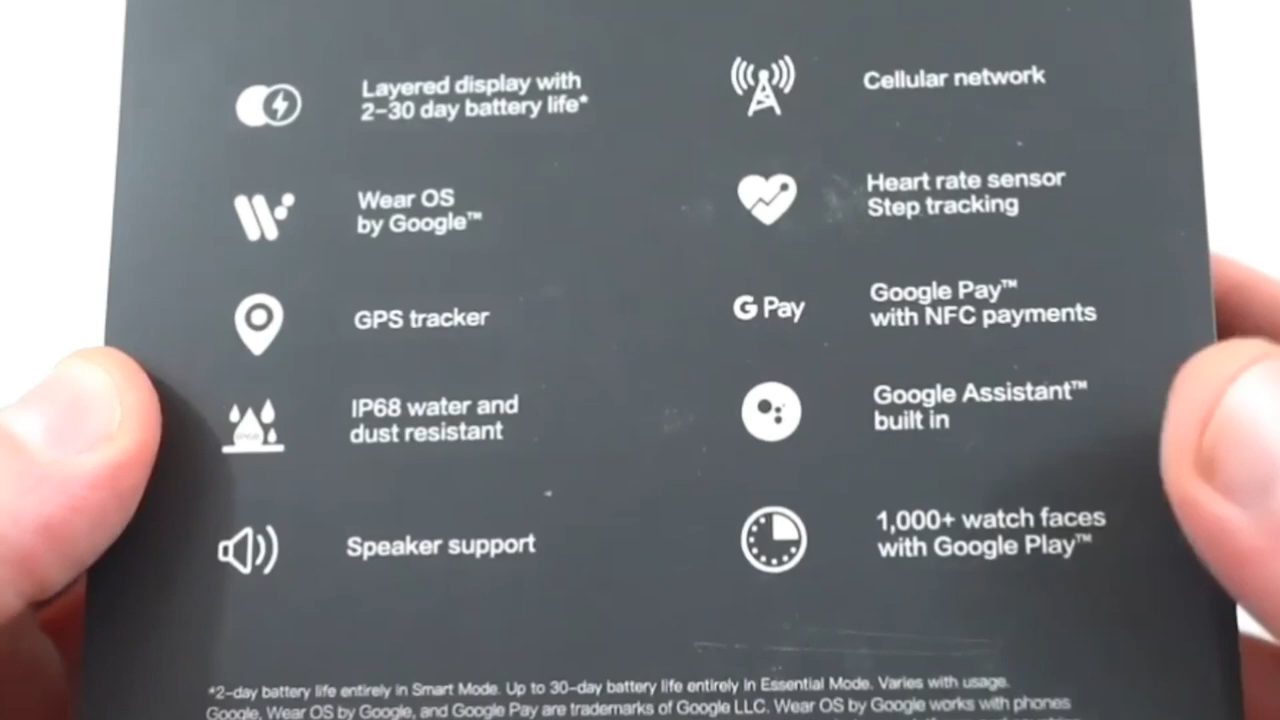 Layered display with
2–30 day battery life*
Wear OS
by Google™
GPS tracker
IP68 water and
dust resistant
Speaker support
Cellular network
Heart rate sensor
Step tracking
G Pay
Google Pay™
with NFC payments
Google Assistant™
built in
1,000+ watch faces
with Google Play™
*2–day battery life entirely in Smart Mode. Up to 30–day battery life entirely in Essential Mode. Varies with usage.
Google, Wear OS by Google, and Google Pay are trademarks of Google LLC. Wear OS by Google works with phones